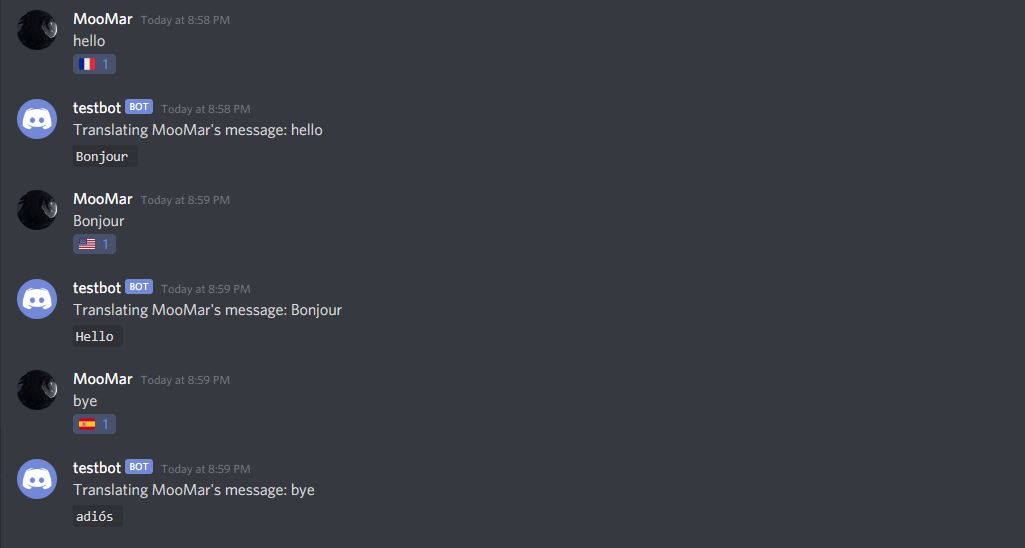 MooMar Today at 8:58 PM
hello
1
testbot BOT Today at 8:58 PM
Translating MooMar's message: hello
Bonjour
MooMar Today at 8:59 PM
Bonjour
1
testbot BOT Today at 8:59 PM
Translating MooMar's message: Bonjour
Hello
MooMar Today at 8:59 PM
bye
1
testbot BOT Today at 8:59 PM
Translating MooMar's message: bye
adiós